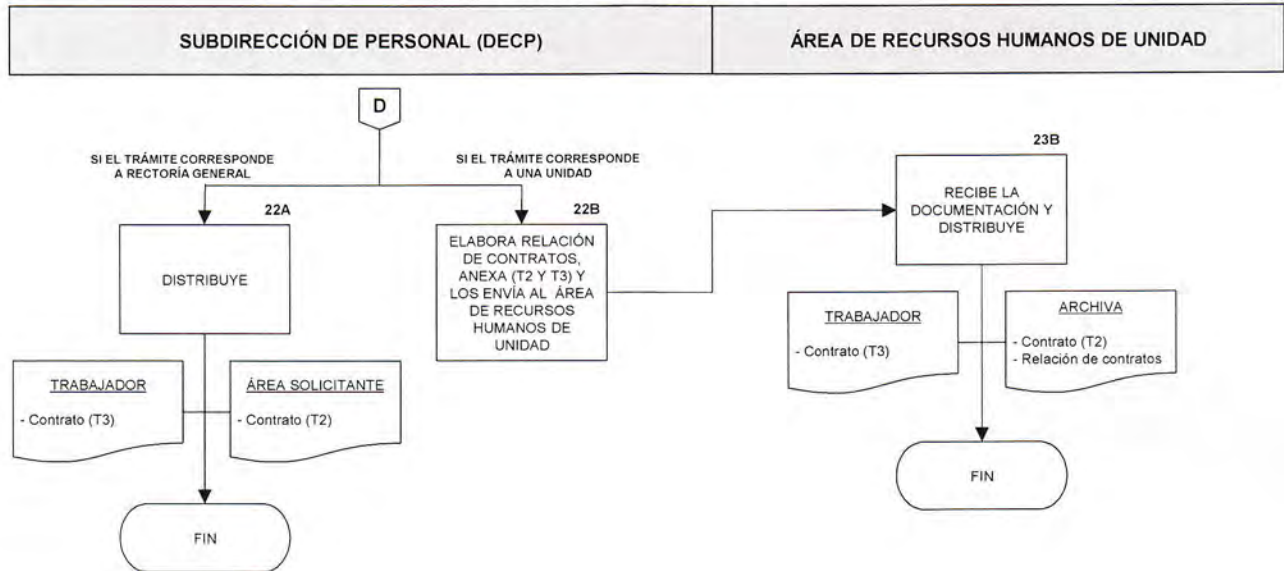 SUBDIRECCIÓN DE PERSONAL (DECP)
ÁREA DE RECURSOS HUMANOS DE UNIDAD
D
SI EL TRÁMITE CORRESPONDE
A RECTORÍA GENERAL
SI EL TRÁMITE CORRESPONDE
A UNA UNIDAD
22A
DISTRIBUYE
22B
ELABORA RELACIÓN
DE CONTRATOS,
ANEXA (T2 Y T3) Y
LOS ENVÍA AL ÁREA
DE RECURSOS
HUMANOS DE
UNIDAD
23B
RECIBE LA
DOCUMENTACIÓN Y
DISTRIBUYE
TRABAJADOR
- Contrato (T3)
ÁREA SOLICITANTE
- Contrato (T2)
FIN
TRABAJADOR
- Contrato (T3)
ARCHIVA
- Contrato (T2)
- Relación de contratos
FIN